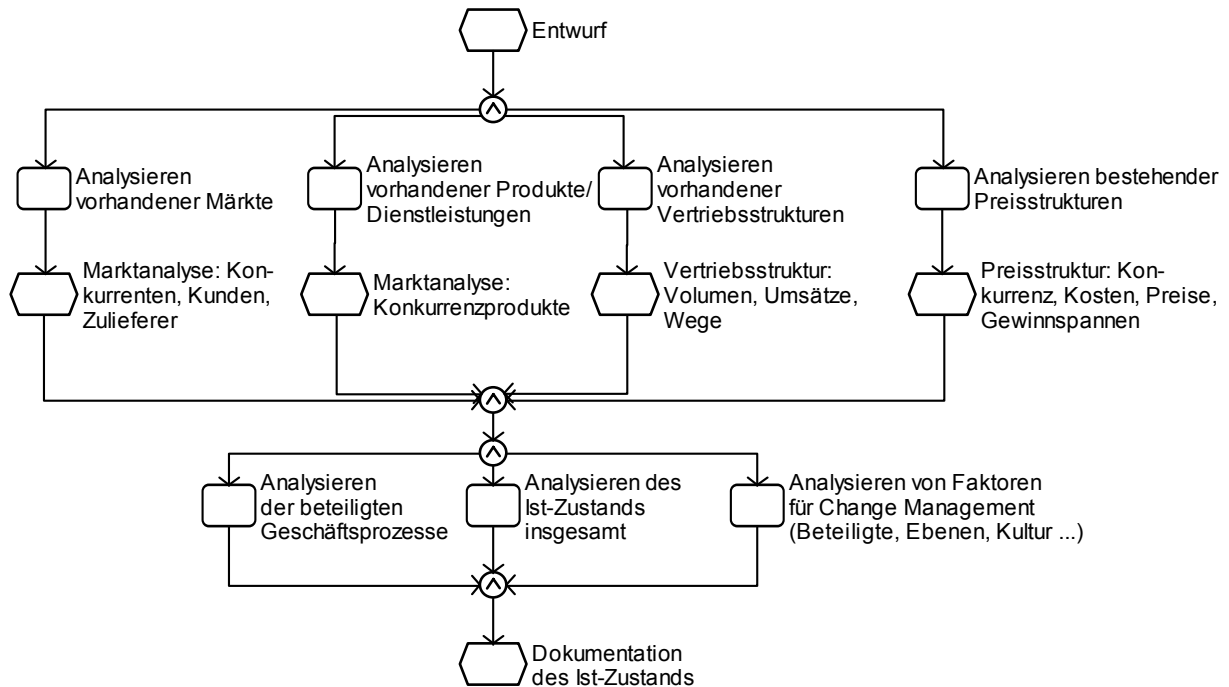 Entwurf
Analysieren
vorhandener Märkte
Analysieren
vorhandener Produkte/
Dienstleistungen
Analysieren
vorhandener
Vertriebsstrukturen
Analysieren bestehender
Preisstrukturen
Marktanalyse: Kon-
kurrenten, Kunden,
Zulieferer
Marktanalyse:
Konkurrenzprodukte
Vertriebsstruktur:
Volumen, Umsätze,
Wege
Preisstruktur: Kon-
kurrenz, Kosten, Preise,
Gewinnspannen
Analysieren
der beteiligten
Geschäftsprozesse
Analysieren des
Ist-Zustands
insgesamt
Analysieren von Faktoren
für Change Management
(Beteiligte, Ebenen, Kultur ...)
Dokumentation
des Ist-Zustands